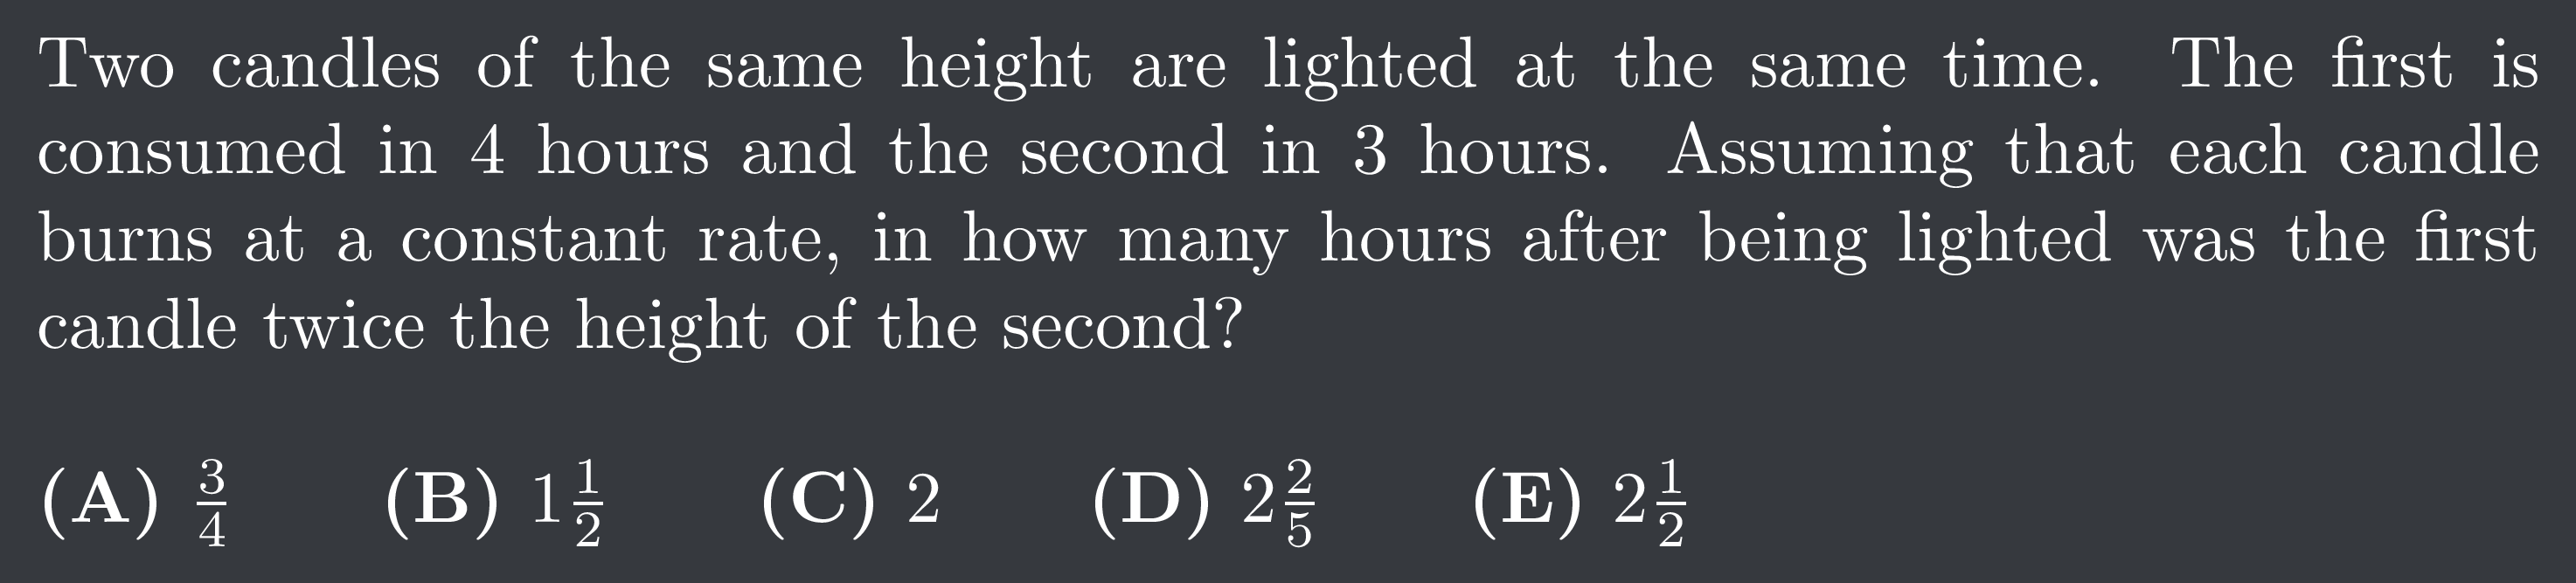 Two candles of the same height are lighted at the same time. The first is
consumed in 4 hours and the second in 3 hours. Assuming that each candle
burns at a constant rate, in how many hours after being lighted was the first
candle twice the height of the second?
(A) $\frac{3}{4}$ (B) $1\frac{1}{2}$ (C) 2 (D) $2\frac{2}{5}$ (E) $2\frac{1}{2}$